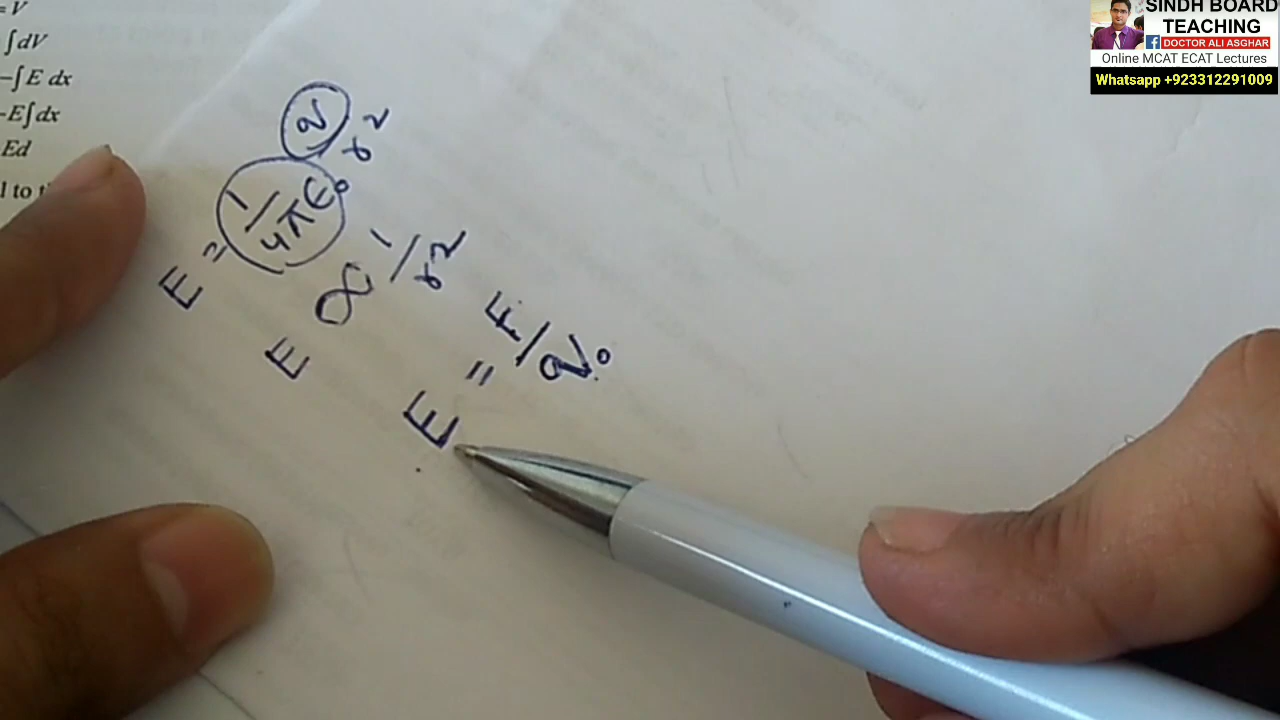 = V
∫dV
−∫E dx
-E∫dx
Ed
l to t
E = 1/4πε₀ q/r²
E ∝ 1/r²
E = F/q₀
SINDH BOARD
TEACHING
f DOCTOR ALI ASGHAR
Online MCAT ECAT Lectures
Whatsapp +923312291009